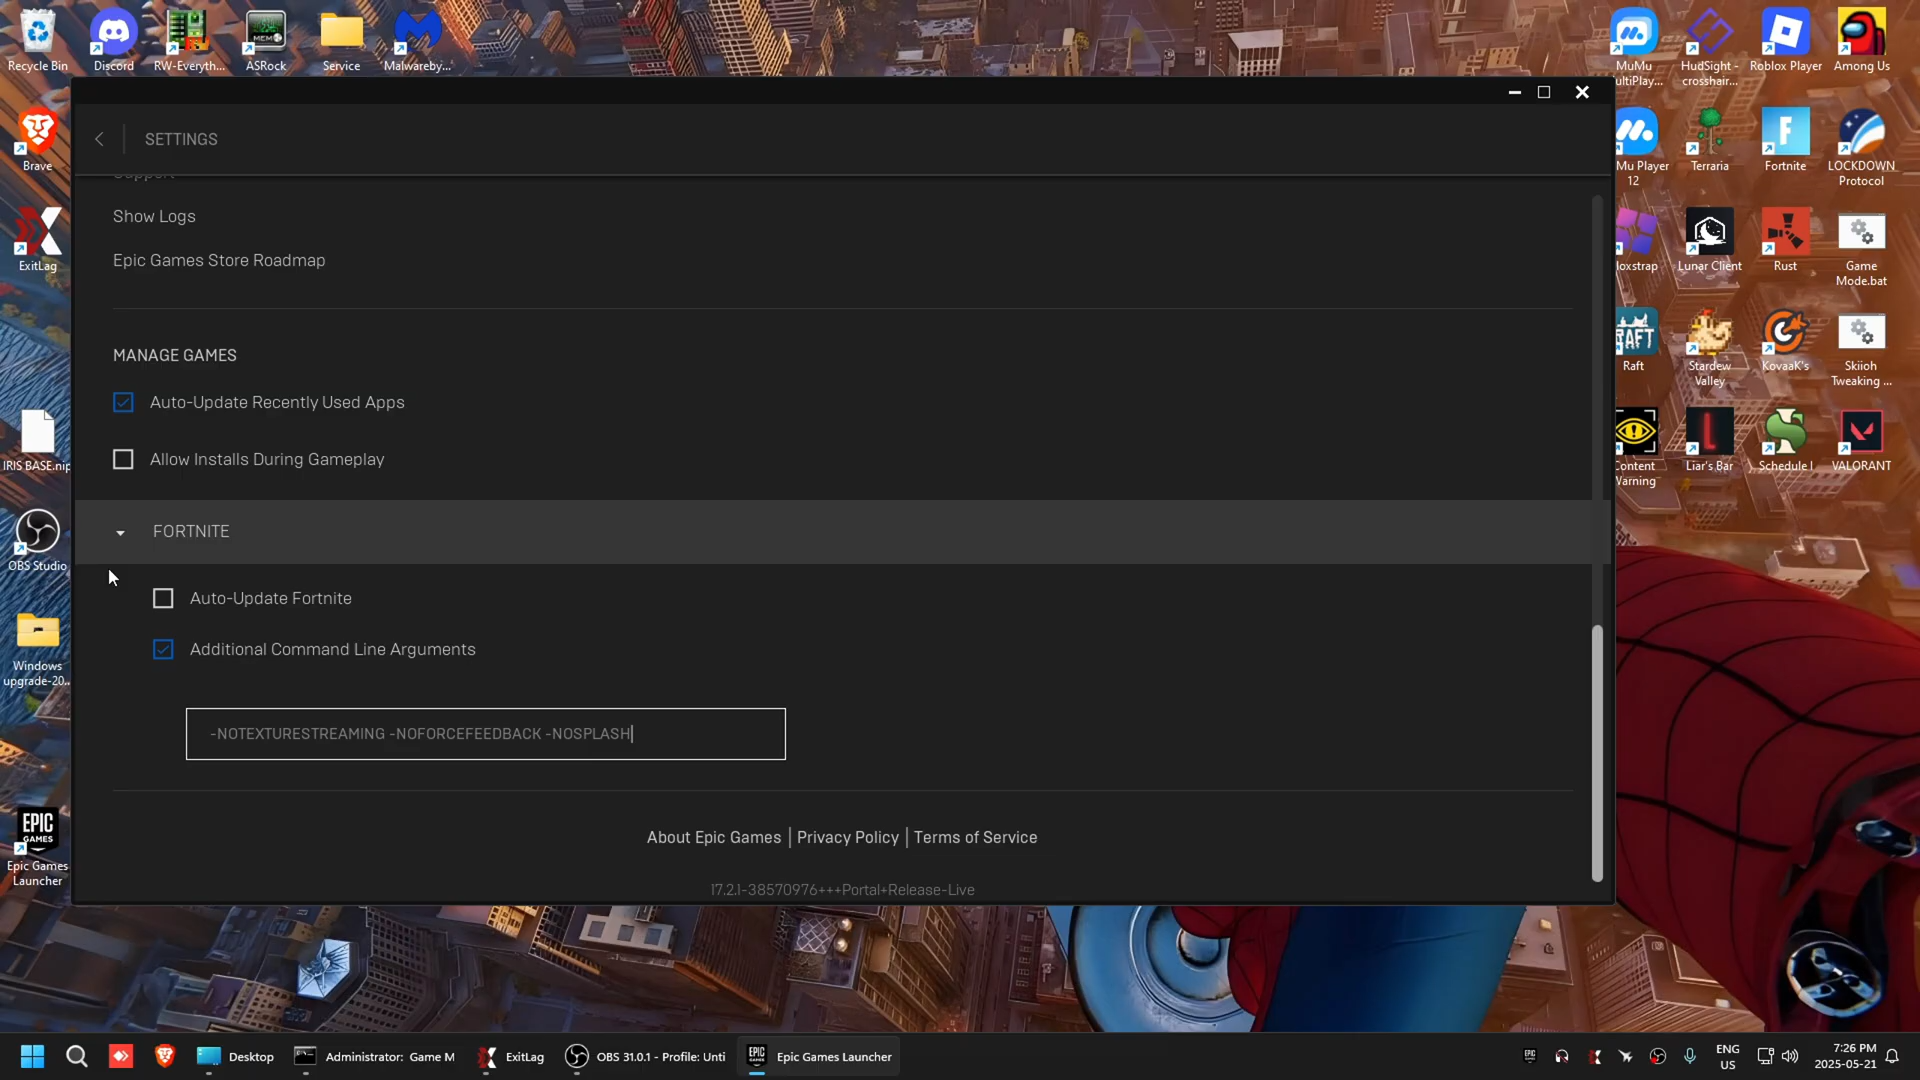 Recycle Bin
Discord
RW-Everyth...
ASRock
Service
Malwareby...
MuMu
ultiPlay...
HudSight -
crosshair...
Roblox Player
Among Us
SETTINGS
Brave
Mu Player
12
Terraria
Fortnite
LOCKDOWN
Protocol
Support
Show Logs
Epic Games Store Roadmap
ExitLag
loxstrap
Lunar Client
Rust
Game
Mode.bat
MANAGE GAMES
Auto-Update Recently Used Apps
Allow Installs During Gameplay
RAFT
Raft
Stardew
Valley
KovaaK's
Skiioh
Tweaking ...
IRIS BASE.nip
Content
Warning
Liar's Bar
Schedule I
VALORANT
FORTNITE
OBS Studio
Auto-Update Fortnite
Additional Command Line Arguments
Windows
upgrade-20...
-NOTEXTURESTREAMING -NOFORCEFEEDBACK -NOSPLASH
About Epic Games | Privacy Policy | Terms of Service
EPIC
GAMES
Epic Games
Launcher
17.2.1-38570976+++Portal+Release-Live
Desktop
Administrator: Game M
ExitLag
OBS 31.0.1 - Profile: Unti
Epic Games Launcher
ENG
US
7:26 PM
2025-05-21